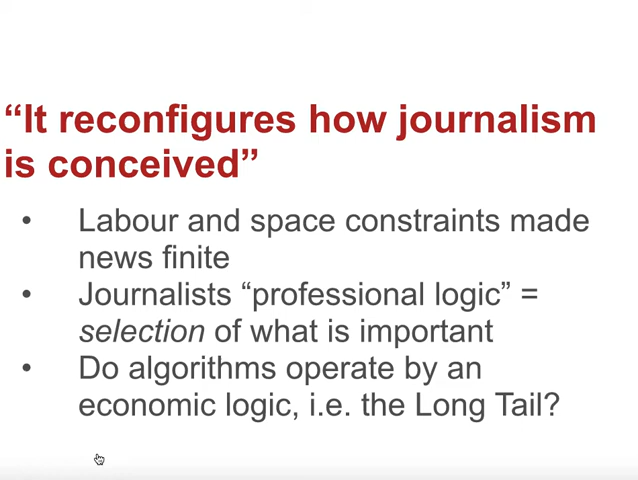 “It reconfigures how journalism
is conceived”
• Labour and space constraints made
news finite
• Journalists “professional logic” =
selection of what is important
• Do algorithms operate by an
economic logic, i.e. the Long Tail?